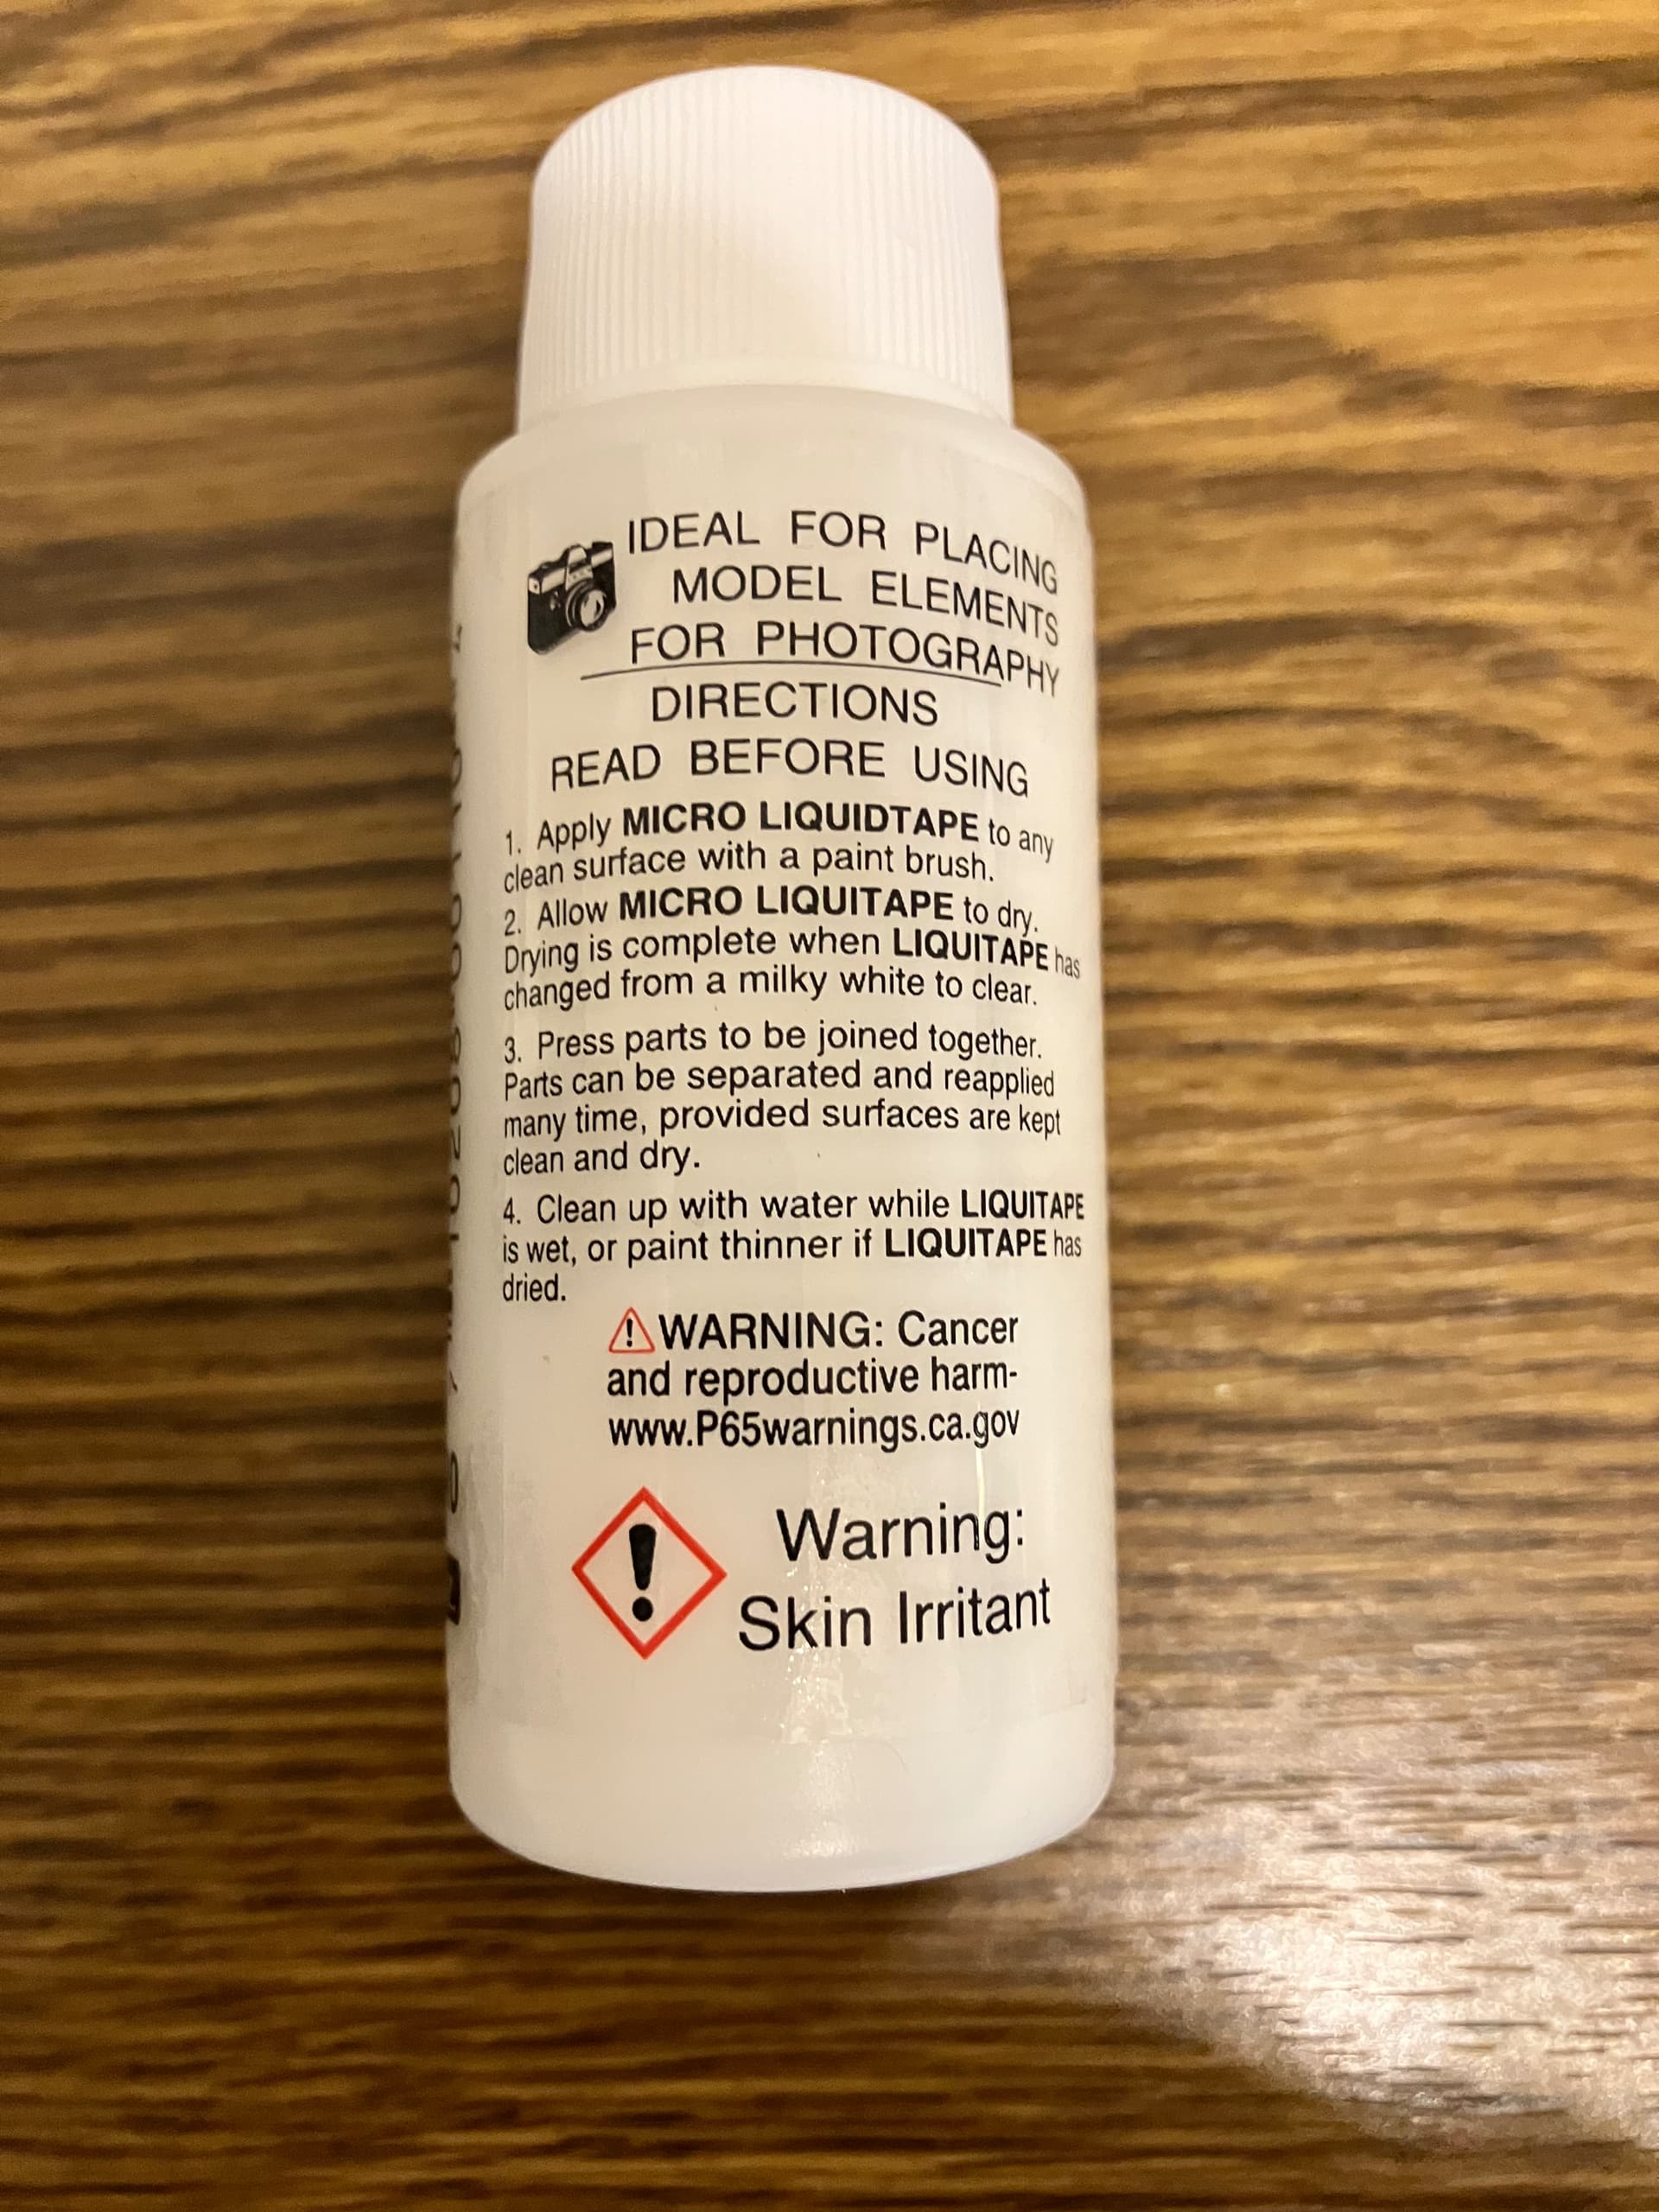 IDEAL FOR PLACING
MODEL ELEMENTS
FOR PHOTOGRAPHY
DIRECTIONS
READ BEFORE USING
1. Apply MICRO LIQUIDTAPE to any
clean surface with a paint brush.
2. Allow MICRO LIQUITAPE to dry.
Drying is complete when LIQUITAPE has
changed from a milky white to clear.
3. Press parts to be joined together.
Parts can be separated and reapplied
many time, provided surfaces are kept
clean and dry.
4. Clean up with water while LIQUITAPE
is wet, or paint thinner if LIQUITAPE has
dried.
WARNING: Cancer
and reproductive harm-
www.P65warnings.ca.gov
Warning:
Skin Irritant